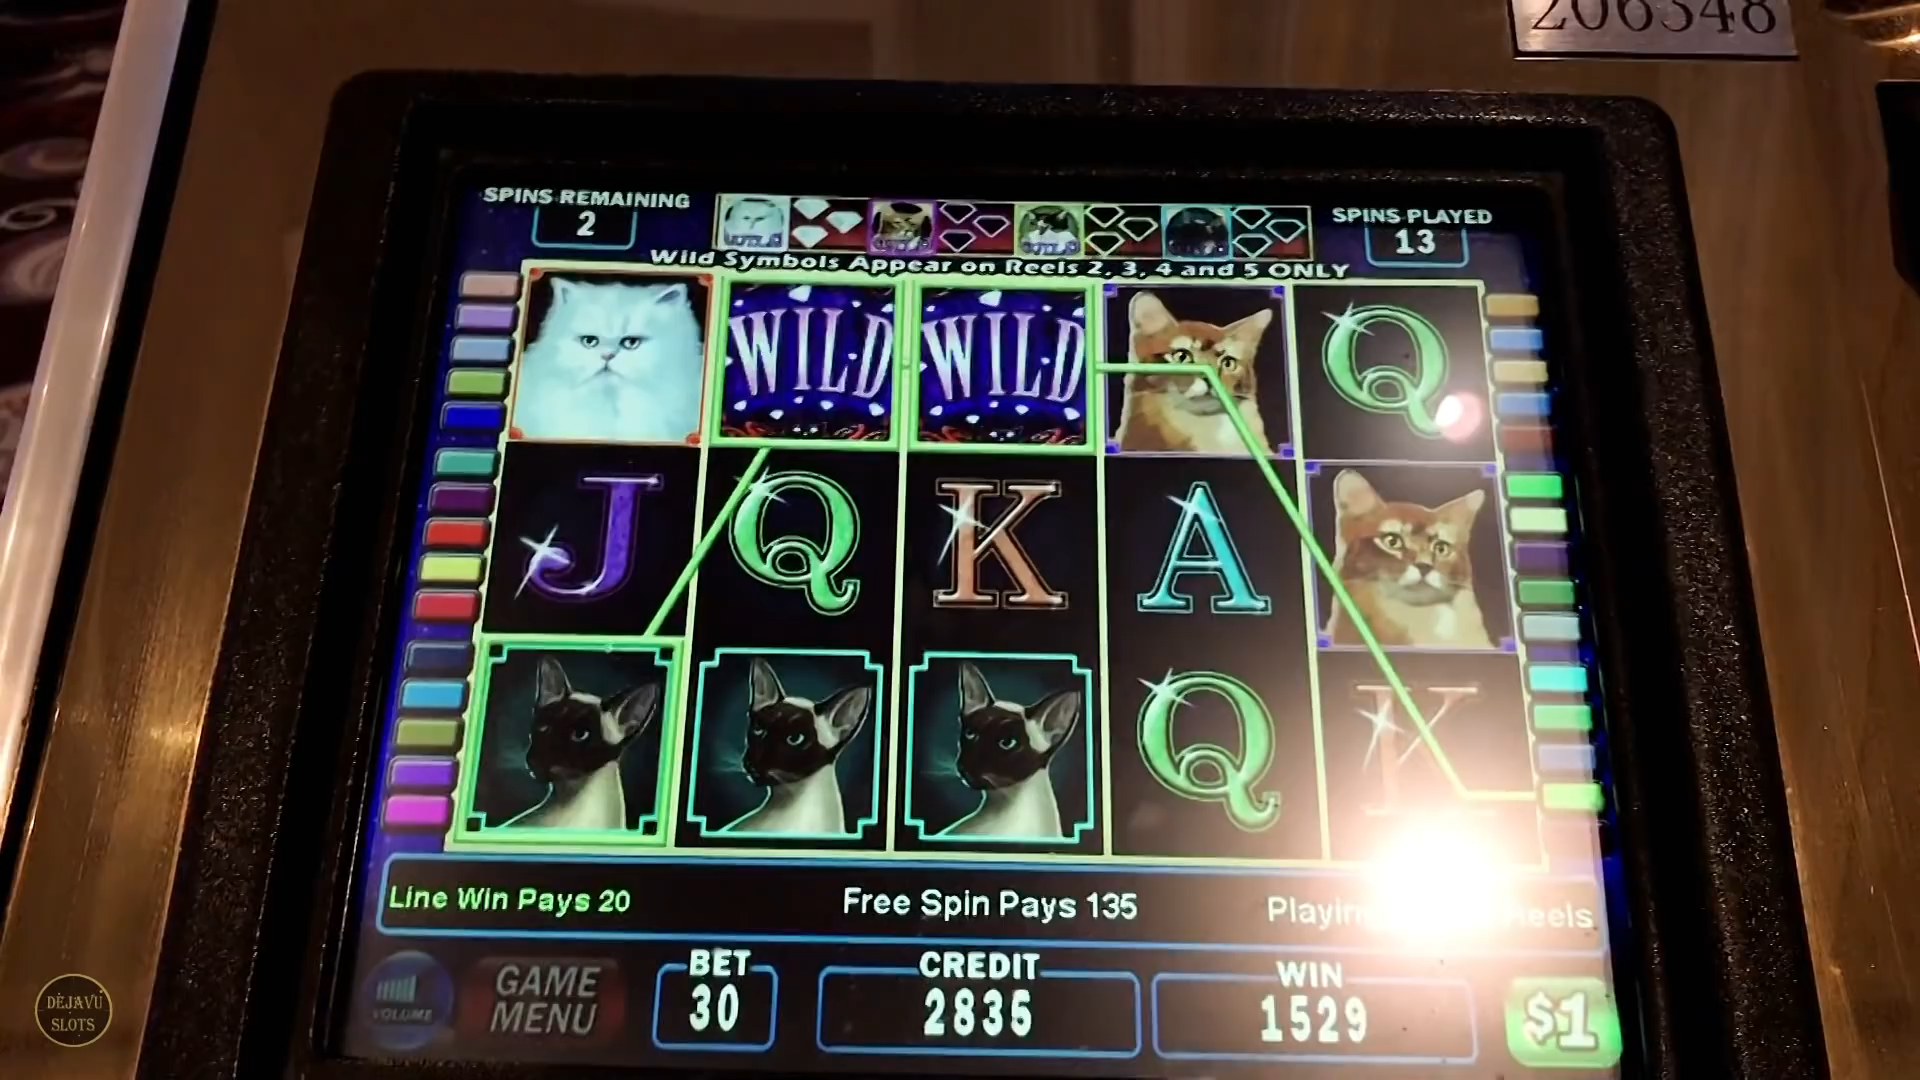 206348
SPINS REMAINING
2
SPINS PLAYED
13
Wild Symbols Appear on Reels 2, 3, 4 and 5 ONLY
WILD WILD Q
J Q K A
Q K
Line Win Pays 20
Free Spin Pays 135
VOLUME
GAME MENU
BET
30
CREDIT
2835
WIN
1529
$1
DEJAVU
SLOTS